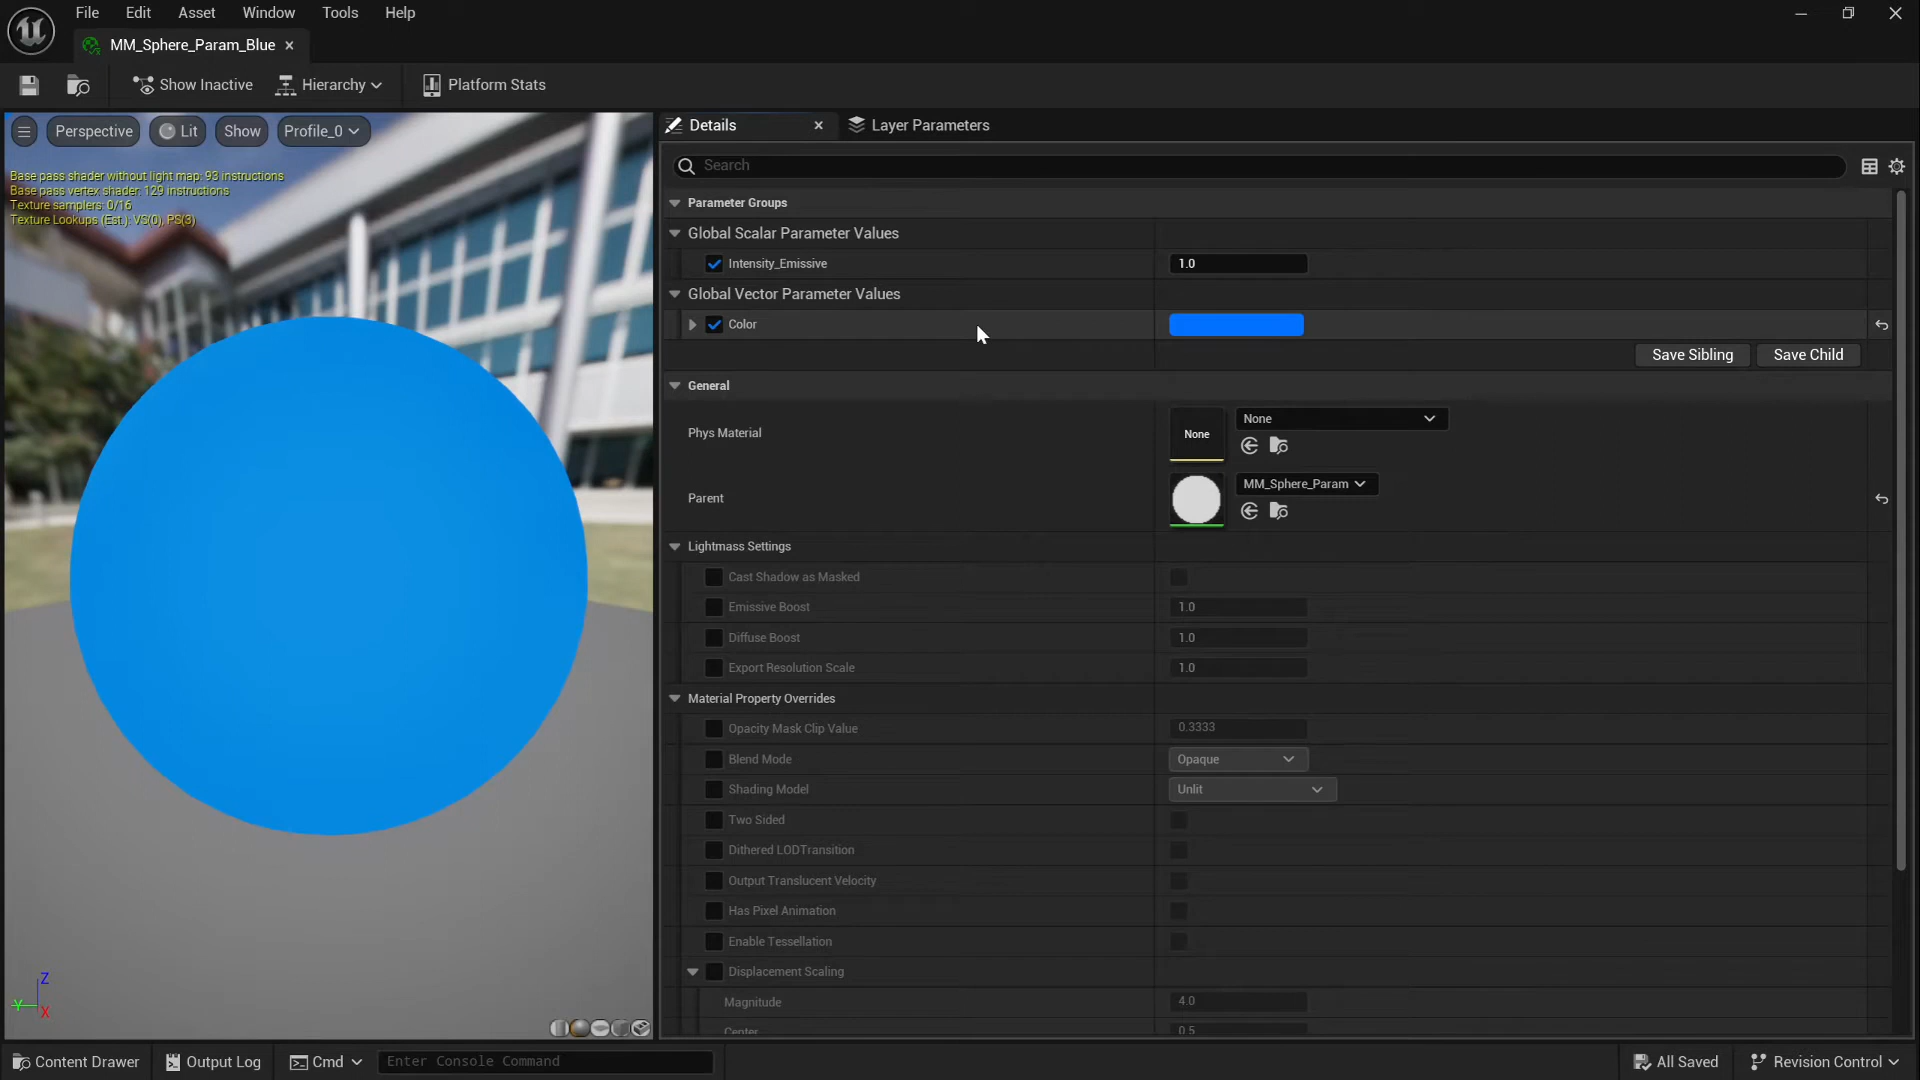 File Edit Asset Window Tools Help
MM_Sphere_Param_Blue
Show Inactive Hierarchy Platform Stats
Perspective Lit Show Profile_0
Base pass shader without light map: 93 instructions
Base pass vertex shader: 129 instructions
Texture samplers: 0/16
Texture Lookups (Est.): VS(0), PS(3)
Z
Y
X
Details Layer Parameters
Search
Parameter Groups
Global Scalar Parameter Values
Intensity_Emissive 1.0
Global Vector Parameter Values
Color
Save Sibling Save Child
General
Phys Material None None
Parent MM_Sphere_Param
Lightmass Settings
Cast Shadow as Masked
Emissive Boost 1.0
Diffuse Boost 1.0
Export Resolution Scale 1.0
Material Property Overrides
Opacity Mask Clip Value 0.3333
Blend Mode Opaque
Shading Model Unlit
Two Sided
Dithered LODTransition
Output Translucent Velocity
Has Pixel Animation
Enable Tessellation
Displacement Scaling
Magnitude 4.0
Center 0.5
Content Drawer Output Log Cmd Enter Console Command All Saved Revision Control